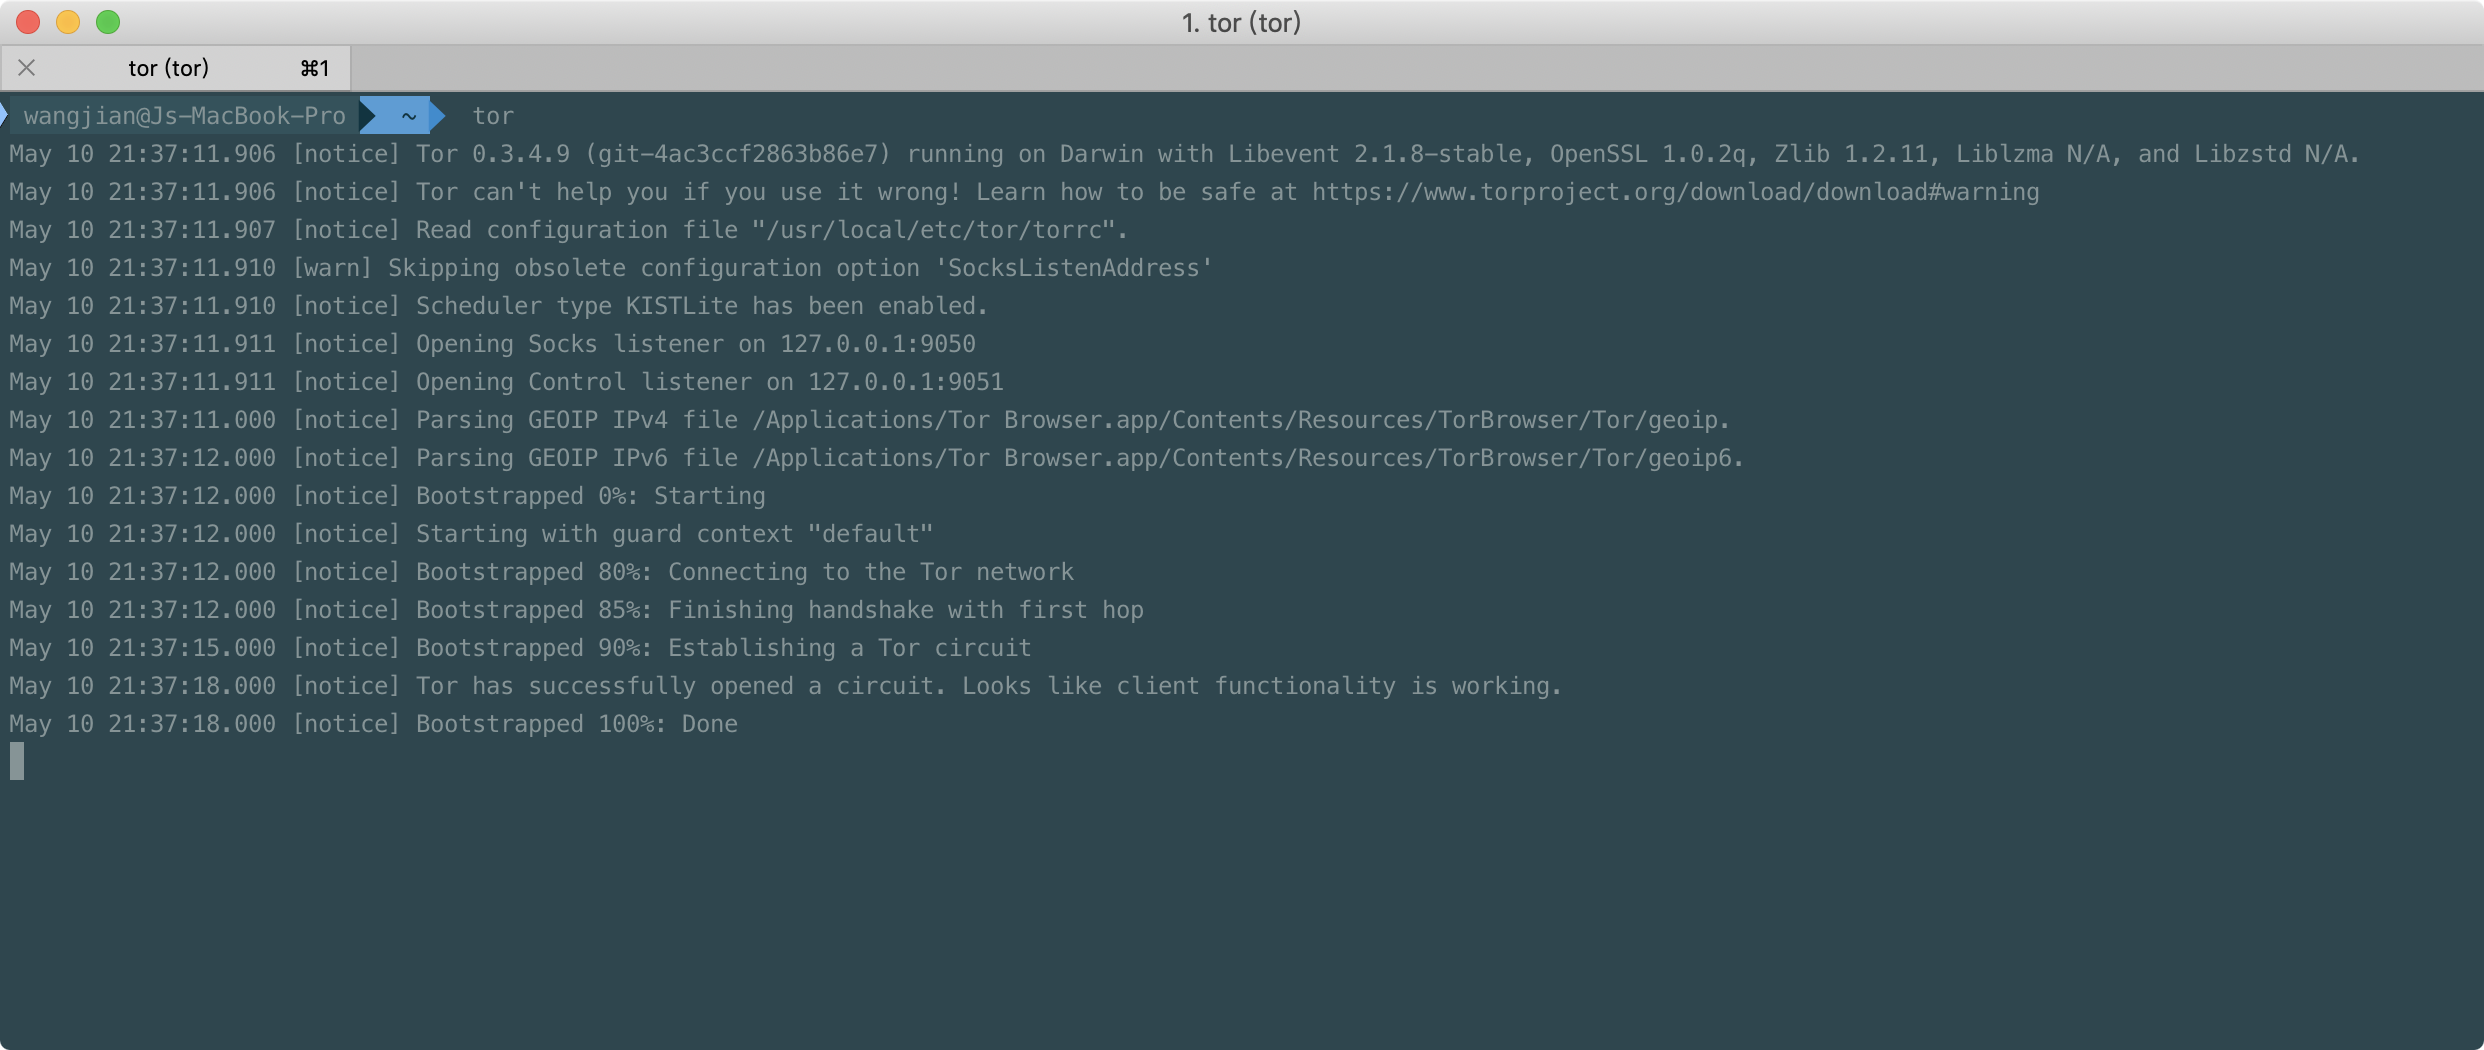 1. tor (tor)
tor (tor) ⌘1
wangjian@Js-MacBook-Pro ~ tor
May 10 21:37:11.906 [notice] Tor 0.3.4.9 (git-4ac3ccf2863b86e7) running on Darwin with Libevent 2.1.8-stable, OpenSSL 1.0.2q, Zlib 1.2.11, Liblzma N/A, and Libzstd N/A.
May 10 21:37:11.906 [notice] Tor can't help you if you use it wrong! Learn how to be safe at https://www.torproject.org/download/download#warning
May 10 21:37:11.907 [notice] Read configuration file "/usr/local/etc/tor/torrc".
May 10 21:37:11.910 [warn] Skipping obsolete configuration option 'SocksListenAddress'
May 10 21:37:11.910 [notice] Scheduler type KISTLite has been enabled.
May 10 21:37:11.911 [notice] Opening Socks listener on 127.0.0.1:9050
May 10 21:37:11.911 [notice] Opening Control listener on 127.0.0.1:9051
May 10 21:37:11.000 [notice] Parsing GEOIP IPv4 file /Applications/Tor Browser.app/Contents/Resources/TorBrowser/Tor/geoip.
May 10 21:37:12.000 [notice] Parsing GEOIP IPv6 file /Applications/Tor Browser.app/Contents/Resources/TorBrowser/Tor/geoip6.
May 10 21:37:12.000 [notice] Bootstrapped 0%: Starting
May 10 21:37:12.000 [notice] Starting with guard context "default"
May 10 21:37:12.000 [notice] Bootstrapped 80%: Connecting to the Tor network
May 10 21:37:12.000 [notice] Bootstrapped 85%: Finishing handshake with first hop
May 10 21:37:15.000 [notice] Bootstrapped 90%: Establishing a Tor circuit
May 10 21:37:18.000 [notice] Tor has successfully opened a circuit. Looks like client functionality is working.
May 10 21:37:18.000 [notice] Bootstrapped 100%: Done